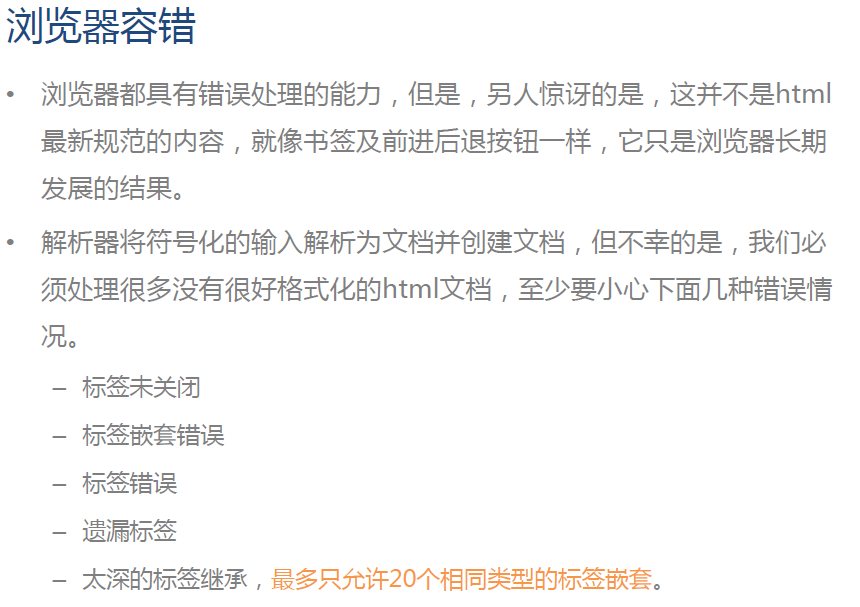 浏览器容错
• 浏览器都具有错误处理的能力，但是，另人惊讶的是，这并不是html
最新规范的内容，就像书签及前进后退按钮一样，它只是浏览器长期
发展的结果。
• 解析器将符号化的输入解析为文档并创建文档，但不幸的是，我们必
须处理很多没有很好格式化的html文档，至少要小心下面几种错误情
况。
– 标签未关闭
– 标签嵌套错误
– 标签错误
– 遗漏标签
– 太深的标签继承，最多只允许20个相同类型的标签嵌套。